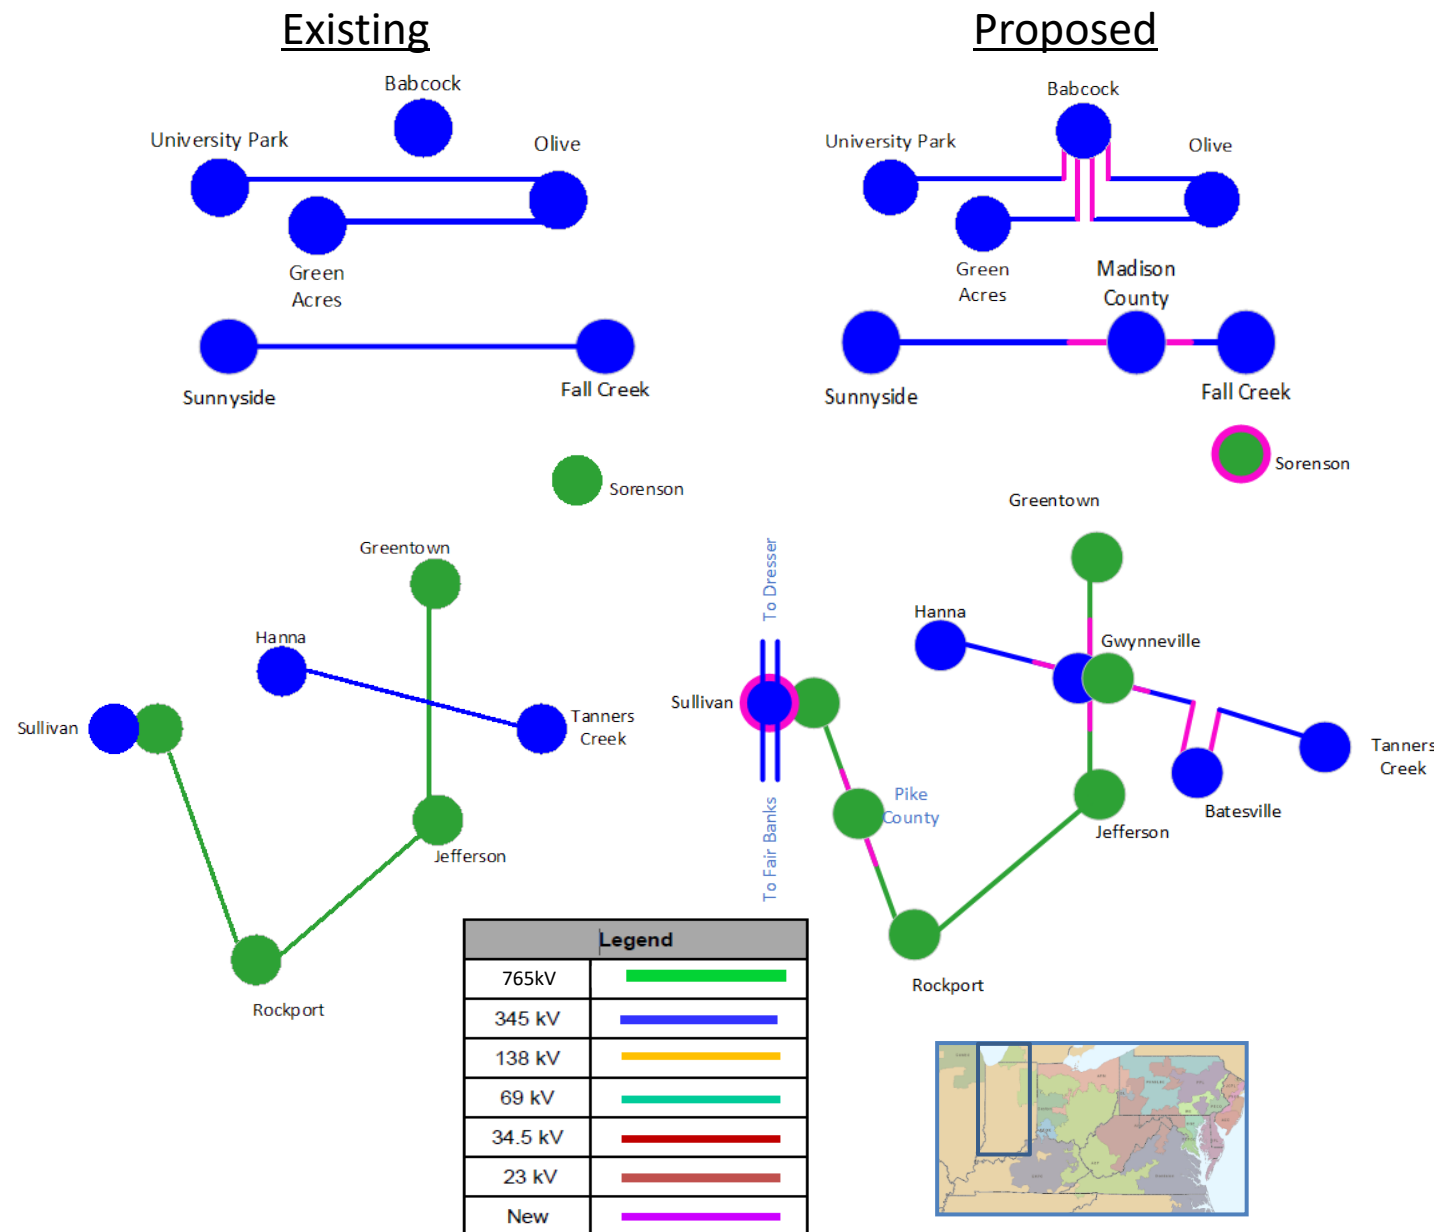 Existing
Babcock
University Park
Olive
Green
Acres
Sunnyside
Fall Creek
Sorenson
Greentown
Hanna
Sullivan
Tanners
Creek
Jefferson
Rockport
Proposed
Babcock
University Park
Olive
Green
Acres
Madison
County
Sunnyside
Fall Creek
Sorenson
Greentown
To Dresser
Hanna
Gwynneville
Sullivan
Pike
County
Tanners
Creek
Batesville
Jefferson
To Fair Banks
Rockport
Legend
765kV
345 kV
138 kV
69 kV
34.5 kV
23 kV
New